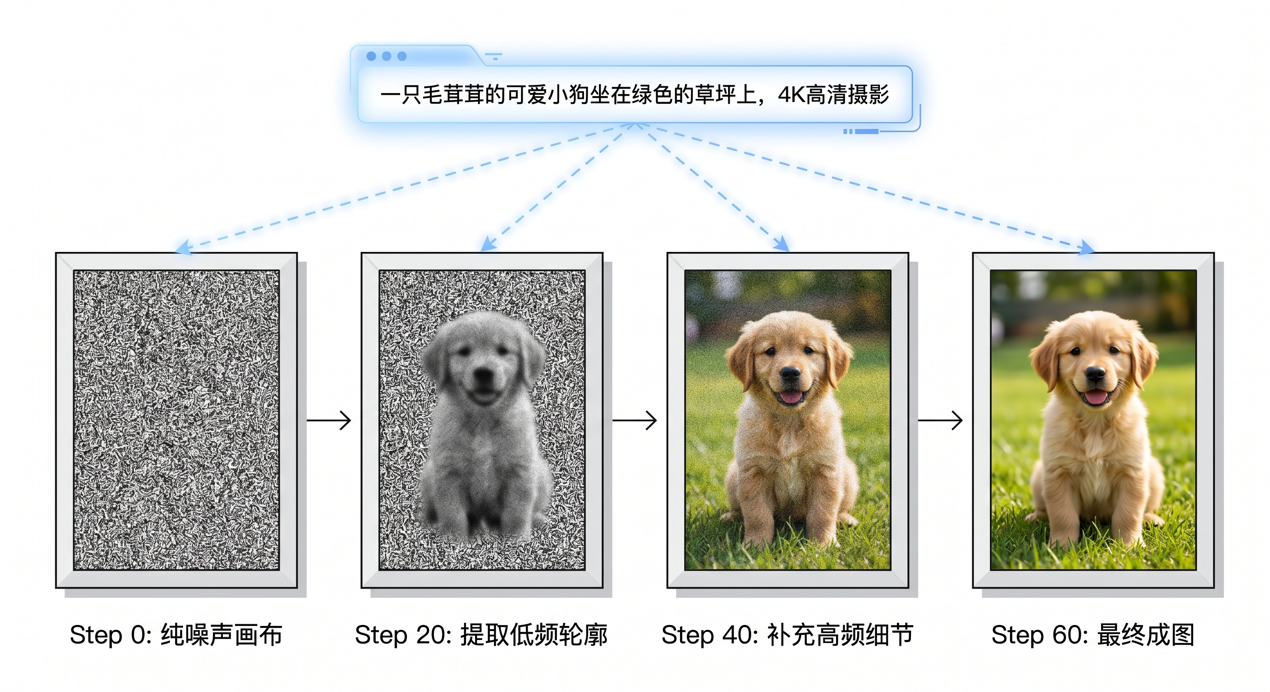 一只毛茸茸的可爱小狗坐在绿色的草坪上，4K高清摄影
Step 0: 纯噪声画布
Step 20: 提取低频轮廓
Step 40: 补充高频细节
Step 60: 最终成图